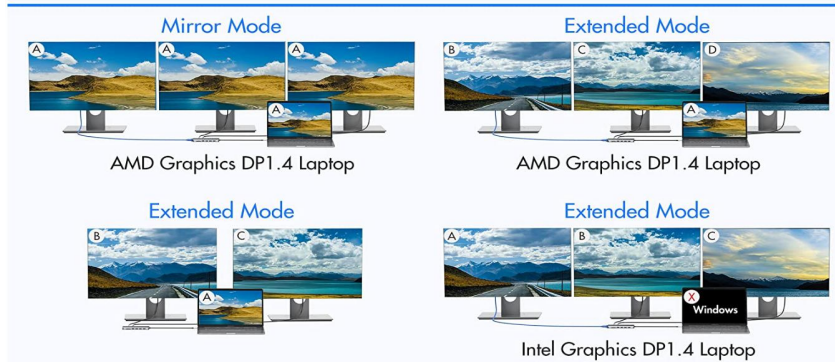 Mirror Mode
A
A
A
A
AMD Graphics DP1.4 Laptop
Extended Mode
B
C
D
A
AMD Graphics DP1.4 Laptop
Extended Mode
B
C
A
Extended Mode
A
B
C
X
Windows
Intel Graphics DP1.4 Laptop